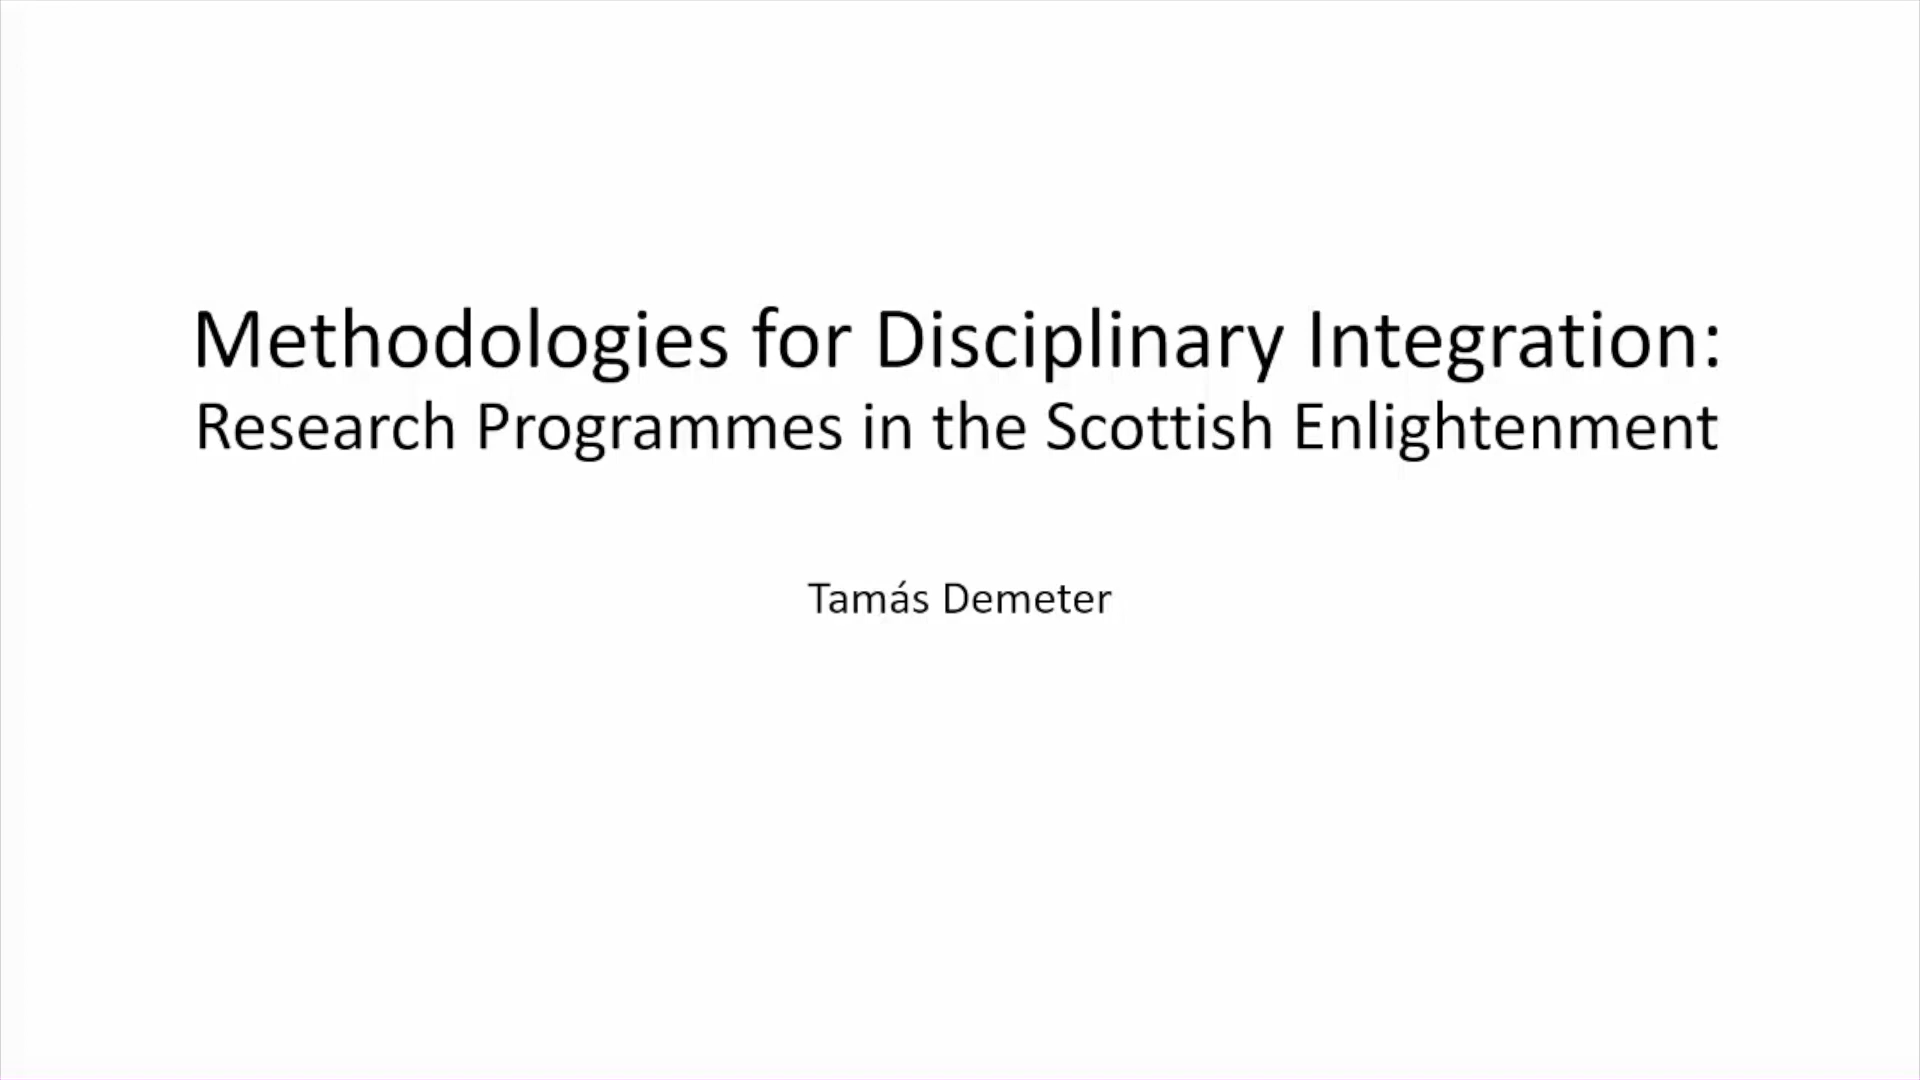 Methodologies for Disciplinary Integration:
Research Programmes in the Scottish Enlightenment
Tamás Demeter